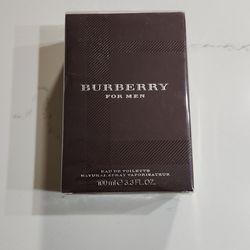 BURBERRY
FOR MEN
EAU DE TOILETTE
NATURAL SPRAY VAPORISATEUR
100 ml ℮ 3.3 FL.OZ.